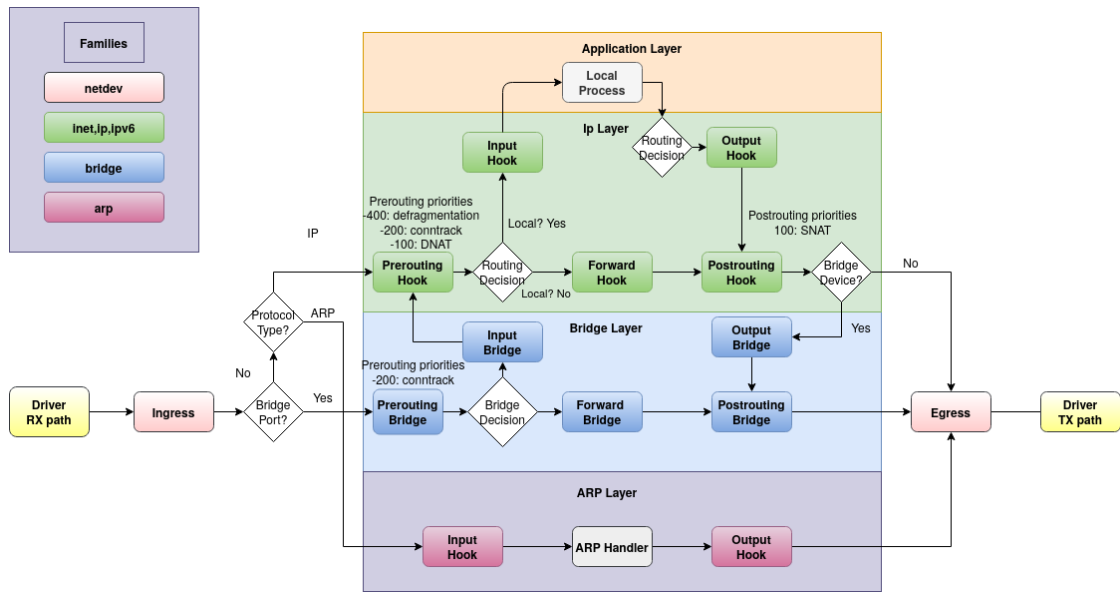 Families
netdev
inet,ip,ipv6
bridge
arp
Application Layer
Local
Process
Ip Layer
Routing
Decision
Output
Hook
Input
Hook
Prerouting priorities
-400: defragmentation
-200: conntrack
-100: DNAT
Local? Yes
Postrouting priorities
100: SNAT
IP
Prerouting
Hook
Routing
Decision
Local? No
Forward
Hook
Postrouting
Hook
Bridge
Device?
No
Yes
Protocol
Type?
ARP
Bridge Layer
Input
Bridge
Output
Bridge
Prerouting priorities
-200: conntrack
No
Driver
RX path
Ingress
Bridge
Port?
Yes
Prerouting
Bridge
Bridge
Decision
Forward
Bridge
Postrouting
Bridge
Egress
Driver
TX path
ARP Layer
Input
Hook
ARP Handler
Output
Hook